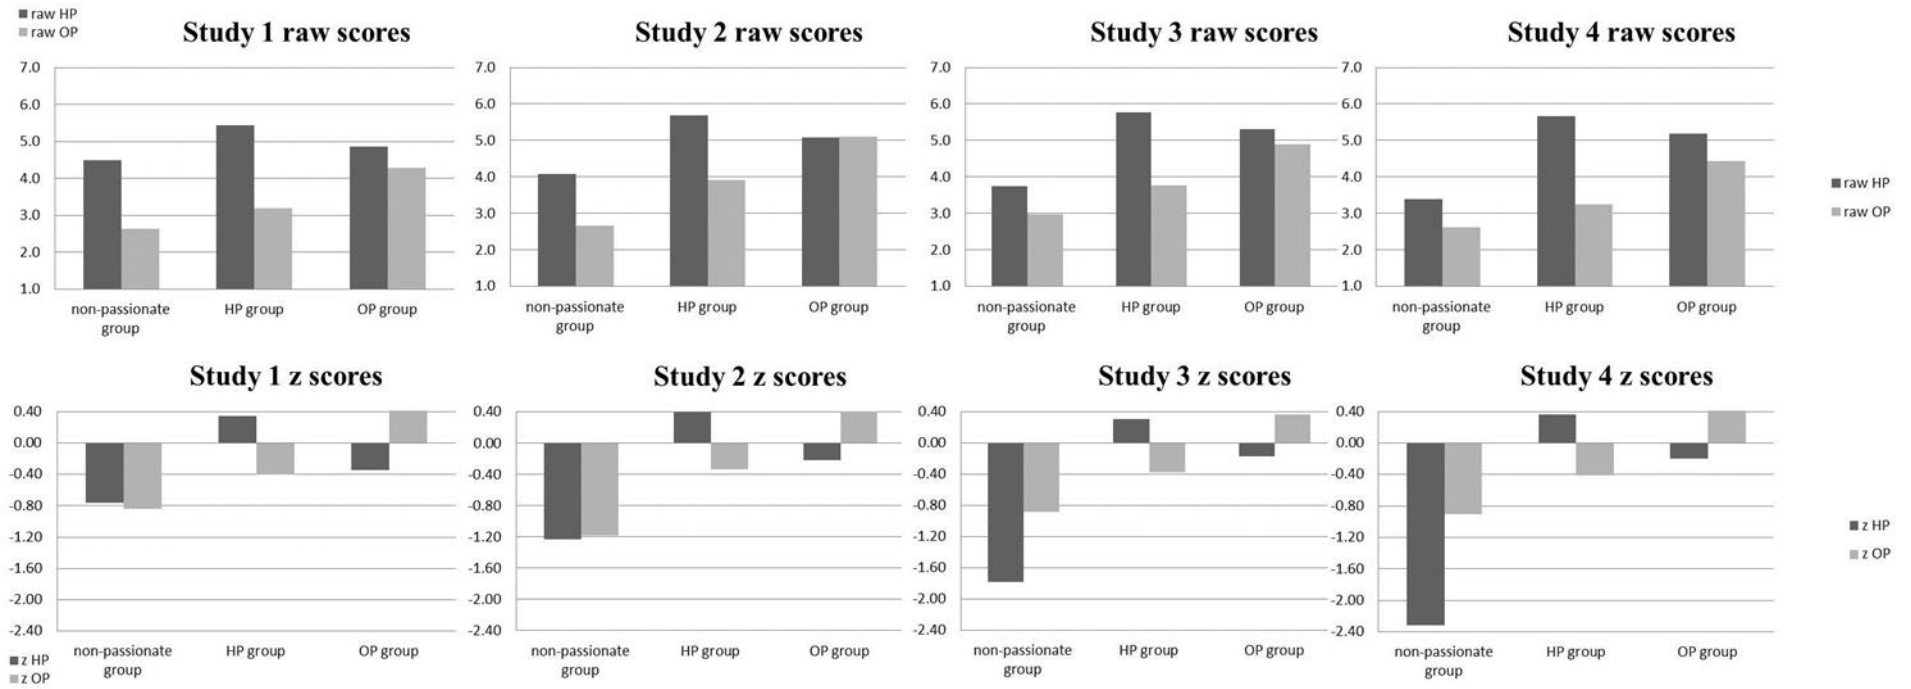 raw HP
raw OP
Study 1 raw scores
7.0
6.0
5.0
4.0
3.0
2.0
1.0
non-passionate
group
HP group
OP group
Study 2 raw scores
7.0
6.0
5.0
4.0
3.0
2.0
1.0
non-passionate
group
HP group
OP group
Study 3 raw scores
7.0
6.0
5.0
4.0
3.0
2.0
1.0
non-passionate
group
HP group
OP group
Study 4 raw scores
7.0
6.0
5.0
4.0
3.0
2.0
1.0
non-passionate
group
HP group
OP group
raw HP
raw OP
Study 1 z scores
0.40
0.00
-0.40
-0.80
-1.20
-1.60
-2.00
-2.40
non-passionate
group
HP group
OP group
z HP
z OP
Study 2 z scores
0.40
0.00
-0.40
-0.80
-1.20
-1.60
-2.00
-2.40
non-passionate
group
HP group
OP group
Study 3 z scores
0.40
0.00
-0.40
-0.80
-1.20
-1.60
-2.00
-2.40
non-passionate
group
HP group
OP group
Study 4 z scores
0.40
0.00
-0.40
-0.80
-1.20
-1.60
-2.00
-2.40
non-passionate
group
HP group
OP group
z HP
z OP